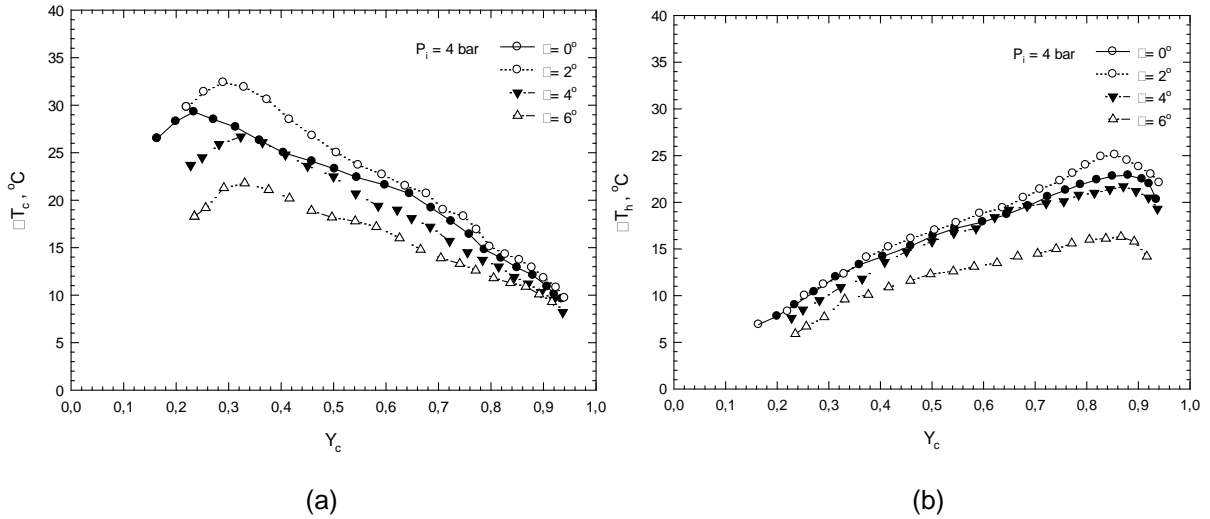 40
35
30
25
20
15
10
5
0
□T_c, °C
P_i = 4 bar
□= 0°
□= 2°
□= 4°
□= 6°
0,0 0,1 0,2 0,3 0,4 0,5 0,6 0,7 0,8 0,9 1,0
Y_c
(a)
40
35
30
25
20
15
10
5
0
□T_h, °C
P_i = 4 bar
□= 0°
□= 2°
□= 4°
□= 6°
0,0 0,1 0,2 0,3 0,4 0,5 0,6 0,7 0,8 0,9 1,0
Y_c
(b)